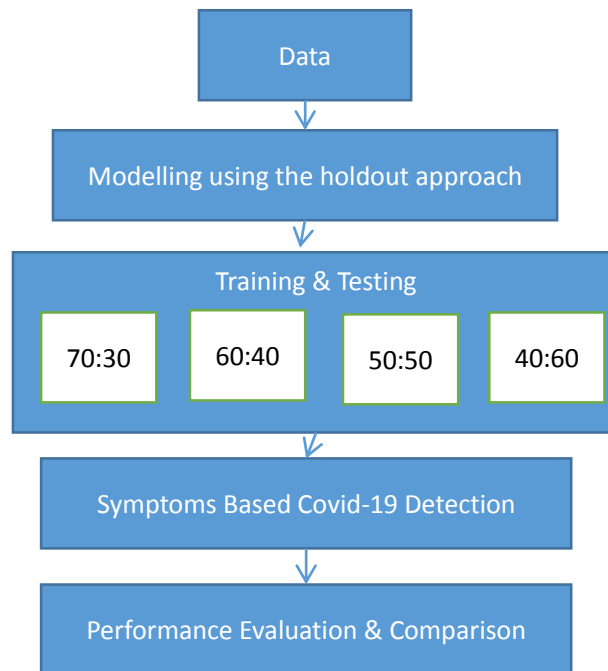 Data
Modelling using the holdout approach
Training & Testing
70:30
60:40
50:50
40:60
Symptoms Based Covid-19 Detection
Performance Evaluation & Comparison